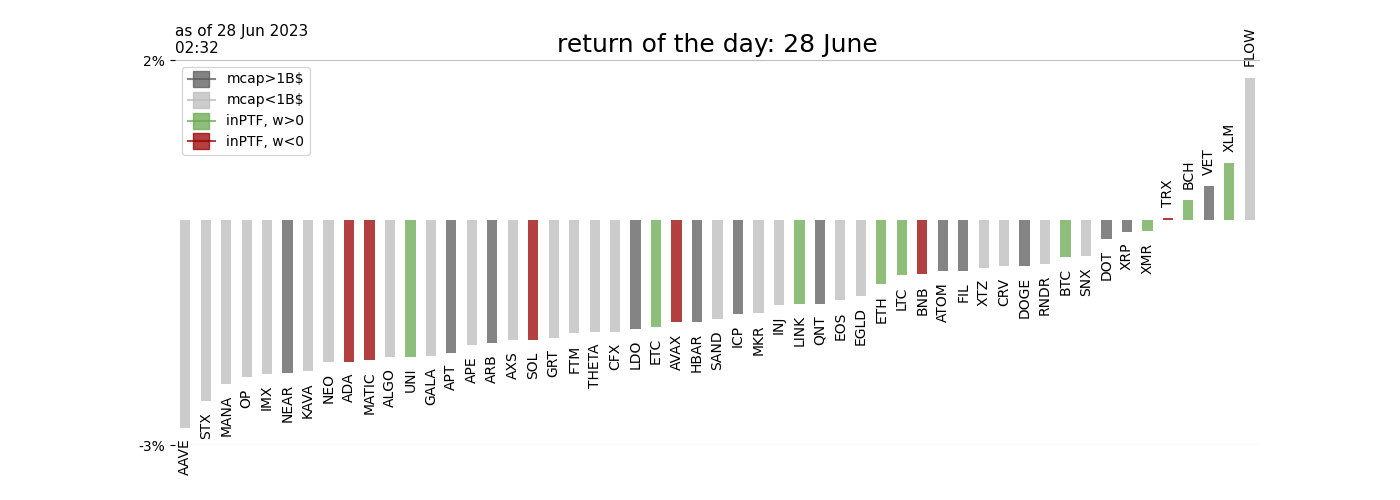 as of 28 Jun 2023
02:32
return of the day: 28 June
2%
mcap>1B$
mcap<1B$
inPTF, w>0
inPTF, w<0
-3%
AAVE
STX
MANA
OP
IMX
NEAR
KAVA
NEO
ADA
MATIC
ALGO
UNI
GALA
APT
APE
ARB
AXS
SOL
GRT
FTM
THETA
CFX
LDO
ETC
AVAX
HBAR
SAND
ICP
MKR
INJ
LINK
QNT
EOS
EGLD
ETH
LTC
BNB
ATOM
FIL
XTZ
CRV
DOGE
RNDR
BTC
SNX
DOT
XRP
XMR
TRX
BCH
VET
XLM
FLOW